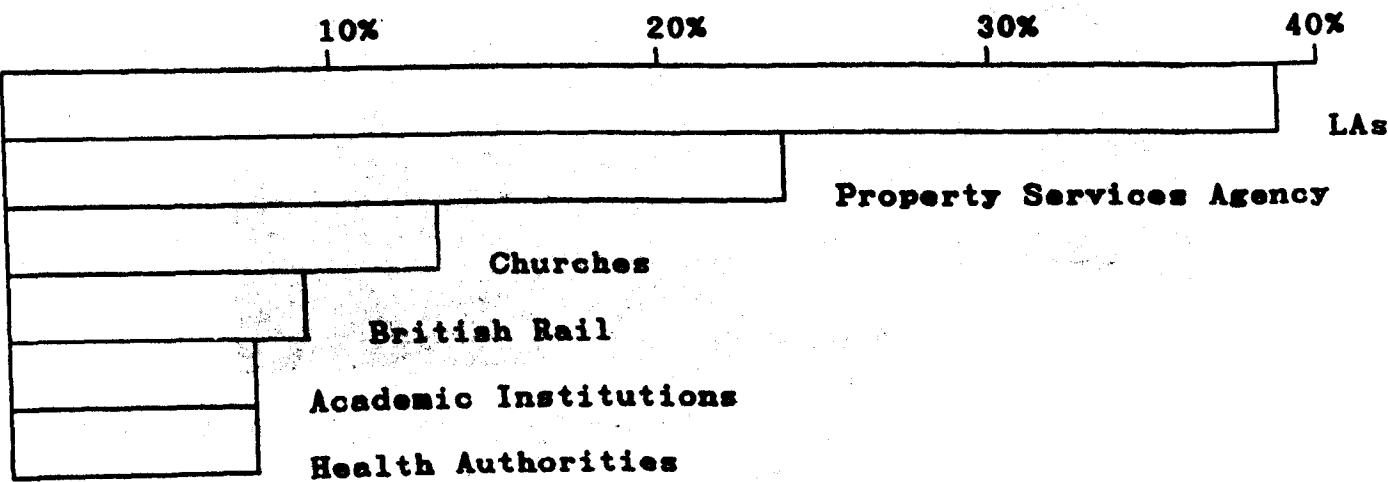 10% 20% 30% 40%
LAs
Property Services Agency
Churches
British Rail
Academic Institutions
Health Authorities